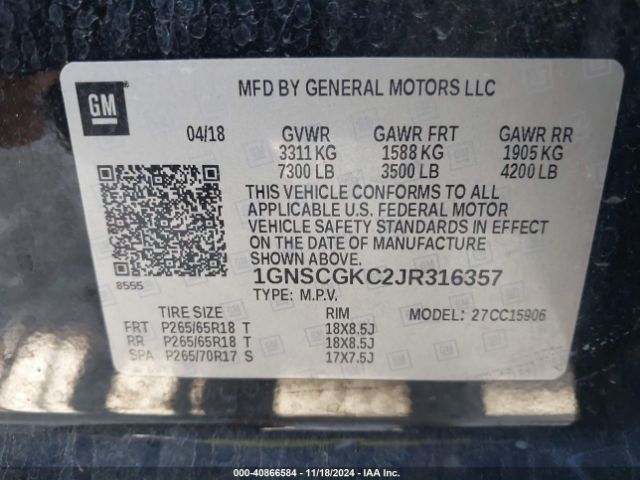 GM
MFD BY GENERAL MOTORS LLC
04/18 GVWR GAWR FRT GAWR RR
3311 KG 1588 KG 1905 KG
7300 LB 3500 LB 4200 LB
THIS VEHICLE CONFORMS TO ALL
APPLICABLE U.S. FEDERAL MOTOR
VEHICLE SAFETY STANDARDS IN EFFECT
ON THE DATE OF MANUFACTURE
SHOWN ABOVE.
8555
1GNSCGKC2JR316357
TYPE: M.P.V.
TIRE SIZE RIM MODEL: 27CC15906
FRT P265/65R18 T 18X8.5J
RR P265/65R18 T 18X8.5J
SPA P265/70R17 S 17X7.5J
000-40866584 - 11/18/2024 - IAA Inc.